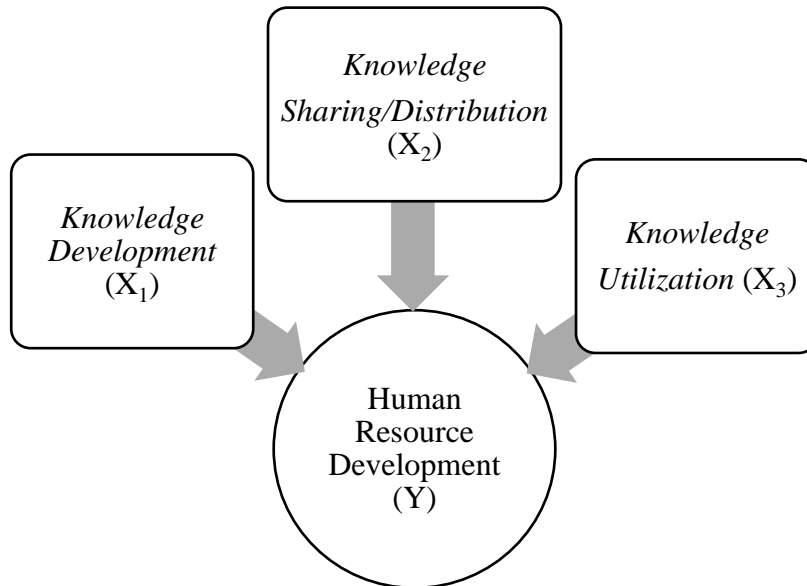 Knowledge
Development
(X₁)
Knowledge
Sharing/Distribution
(X₂)
Knowledge
Utilization (X₃)
Human
Resource
Development
(Y)